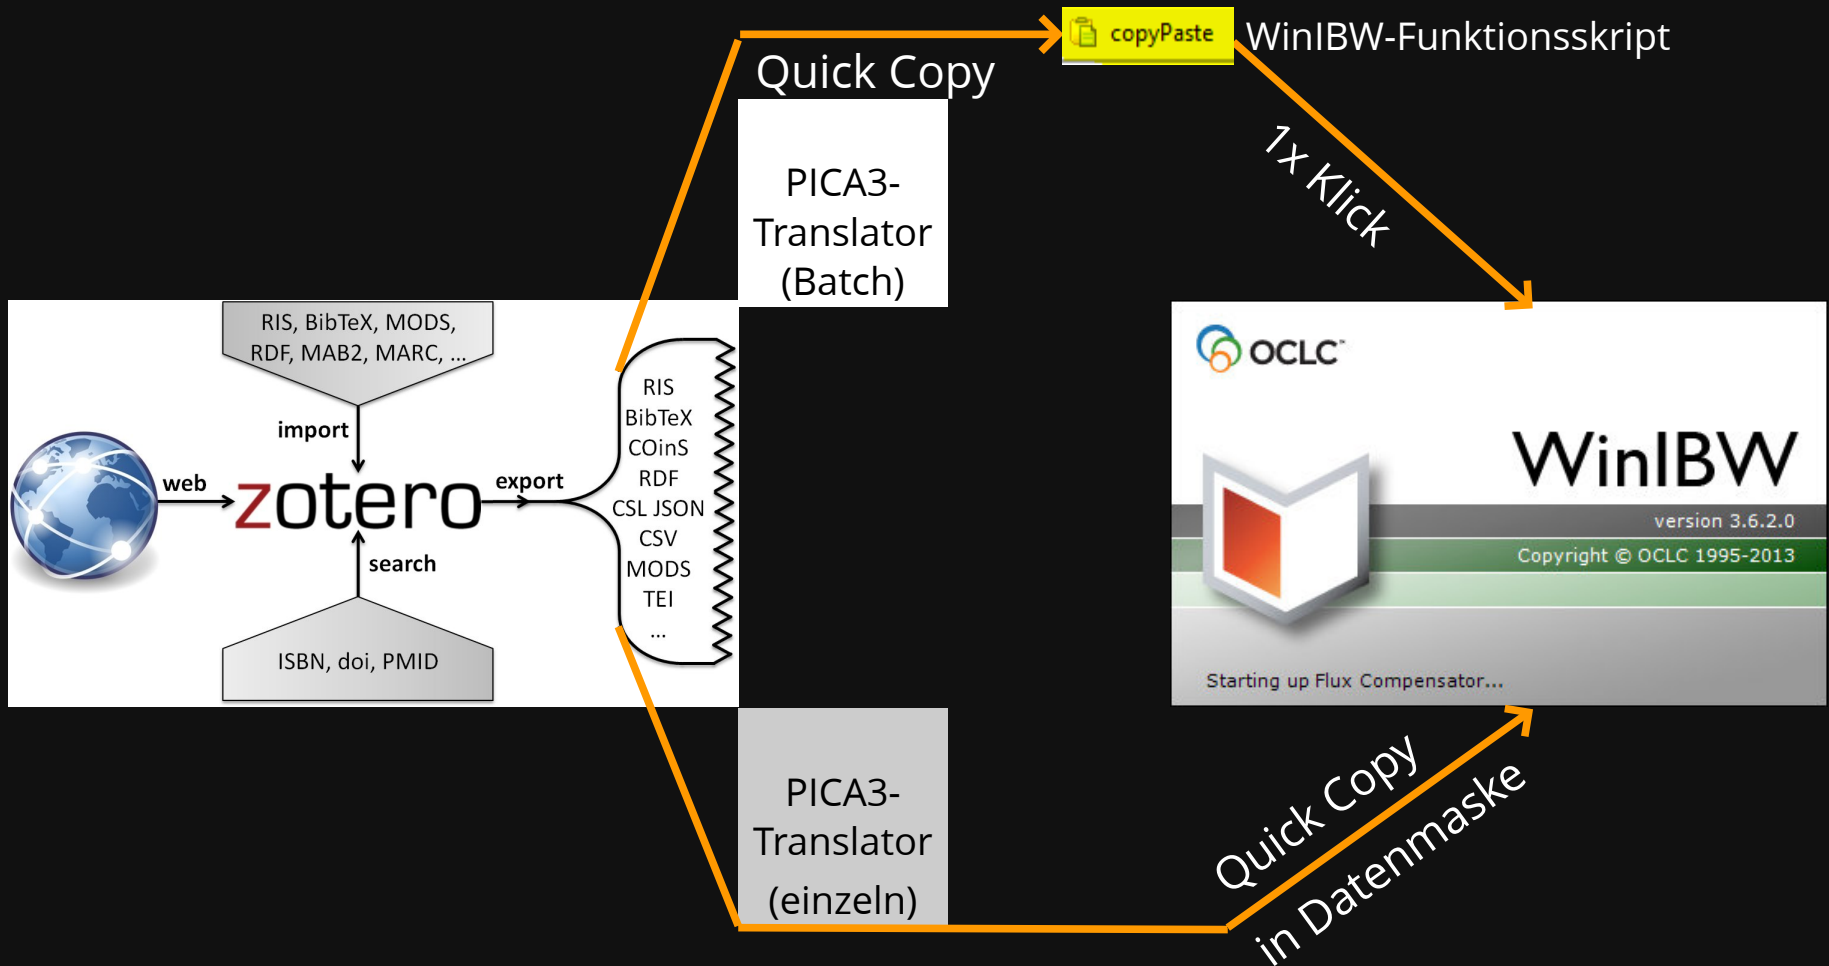 copyPaste
WinIBW-Funktionsskript
Quick Copy
1x Klick
PICA3-
Translator
(Batch)
RIS, BibTeX, MODS,
RDF, MAB2, MARC, ...
import
web
zotero
export
search
ISBN, doi, PMID
RIS
BibTeX
COinS
RDF
CSL JSON
CSV
MODS
TEI
...
OCLC™
WinIBW
version 3.6.2.0
Copyright © OCLC 1995-2013
Starting up Flux Compensator...
PICA3-
Translator
(einzeln)
Quick Copy
in Datenmaske